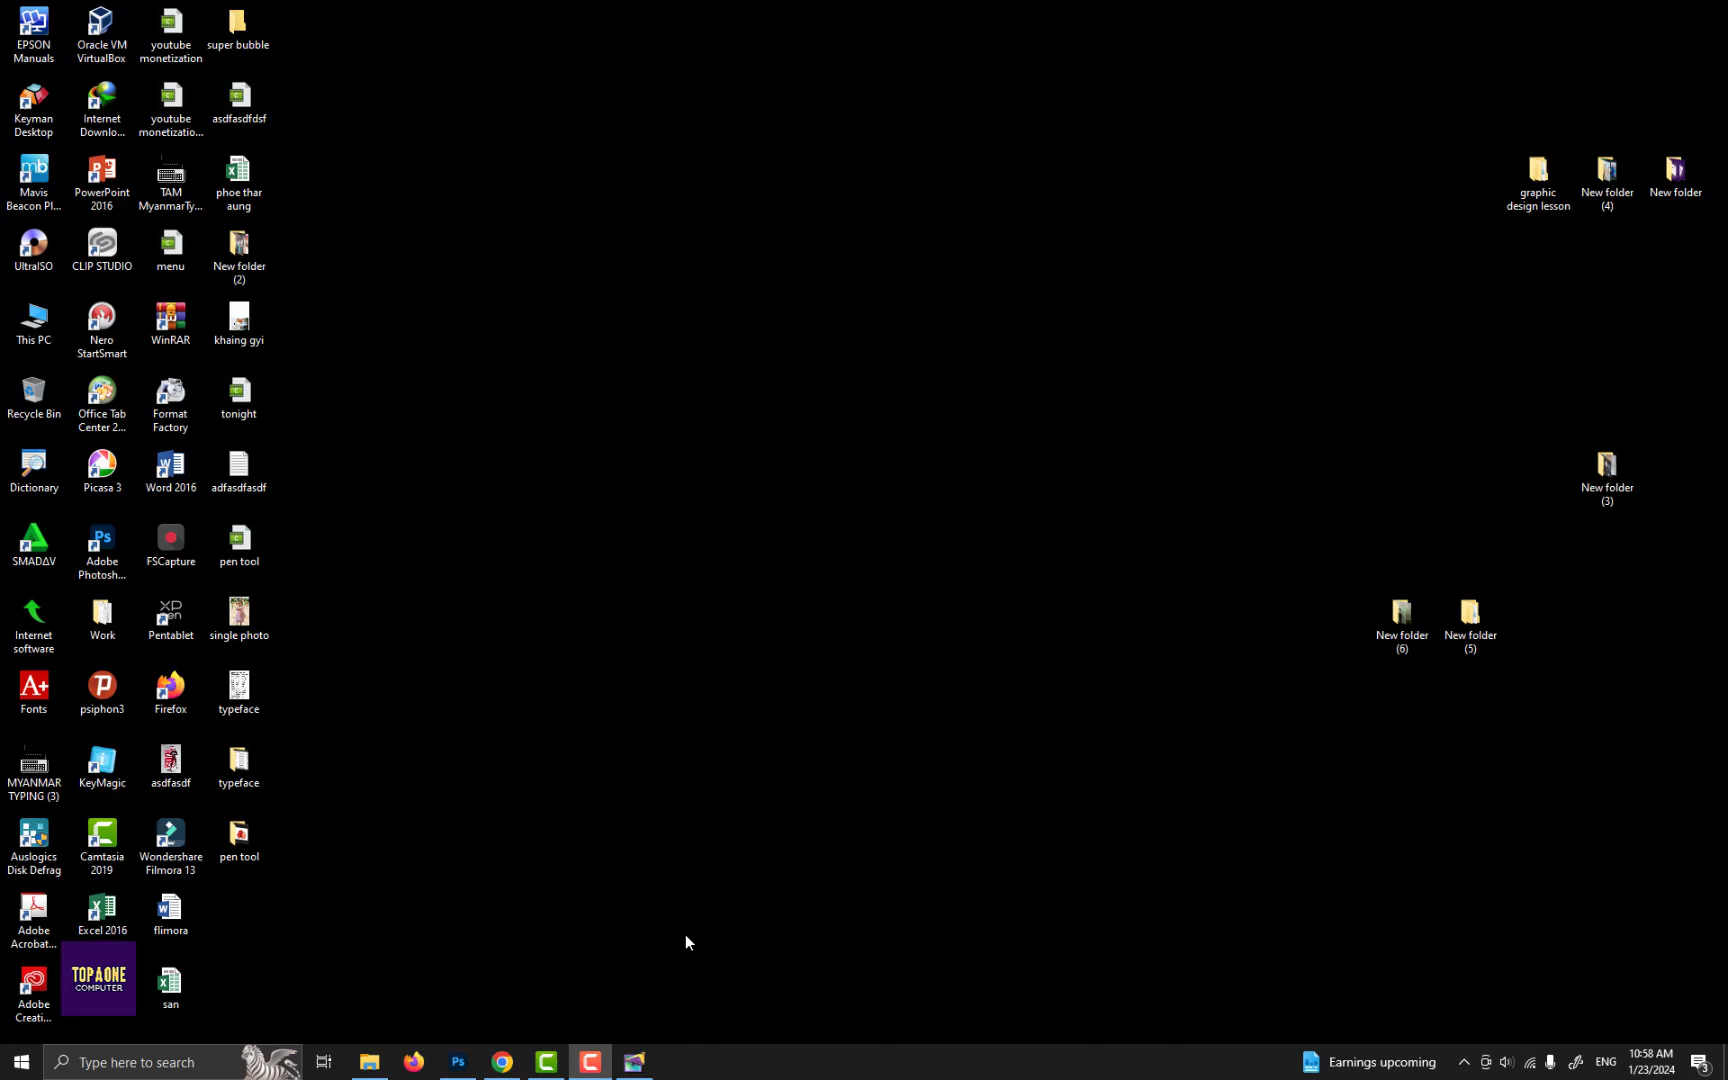 EPSON
Manuals
Oracle VM
VirtualBox
youtube
monetization
super bubble
Keyman
Desktop
Internet
Downlo...
youtube
monetizatio...
asdfasfdsf
Mavis
Beacon Pl...
PowerPoint
2016
TAM
MyanmarTy...
phoe thar
aung
graphic
design lesson
New folder
(4)
New folder
UltraISO
CLIP STUDIO
menu
New folder
(2)
This PC
Nero
StartSmart
WinRAR
khaing gyi
Recycle Bin
Office Tab
Center 2...
Format
Factory
tonight
Dictionary
Picasa 3
Word 2016
adfasdfasdf
New folder
(3)
SMADΔV
Adobe
Photosh...
FSCapture
pen tool
Internet
software
Work
Pentablet
single photo
New folder
(6)
New folder
(5)
Fonts
psiphon3
Firefox
typeface
MYANMAR
TYPING (3)
KeyMagic
asdfasdf
typeface
Auslogics
Disk Defrag
Camtasia
2019
Wondershare
Filmora 13
pen tool
Adobe
Acrobat...
Excel 2016
flimora
TOPAONE
COMPUTER
Adobe
Creati...
san
Type here to search
Earnings upcoming
ENG
10:58 AM
1/23/2024
3